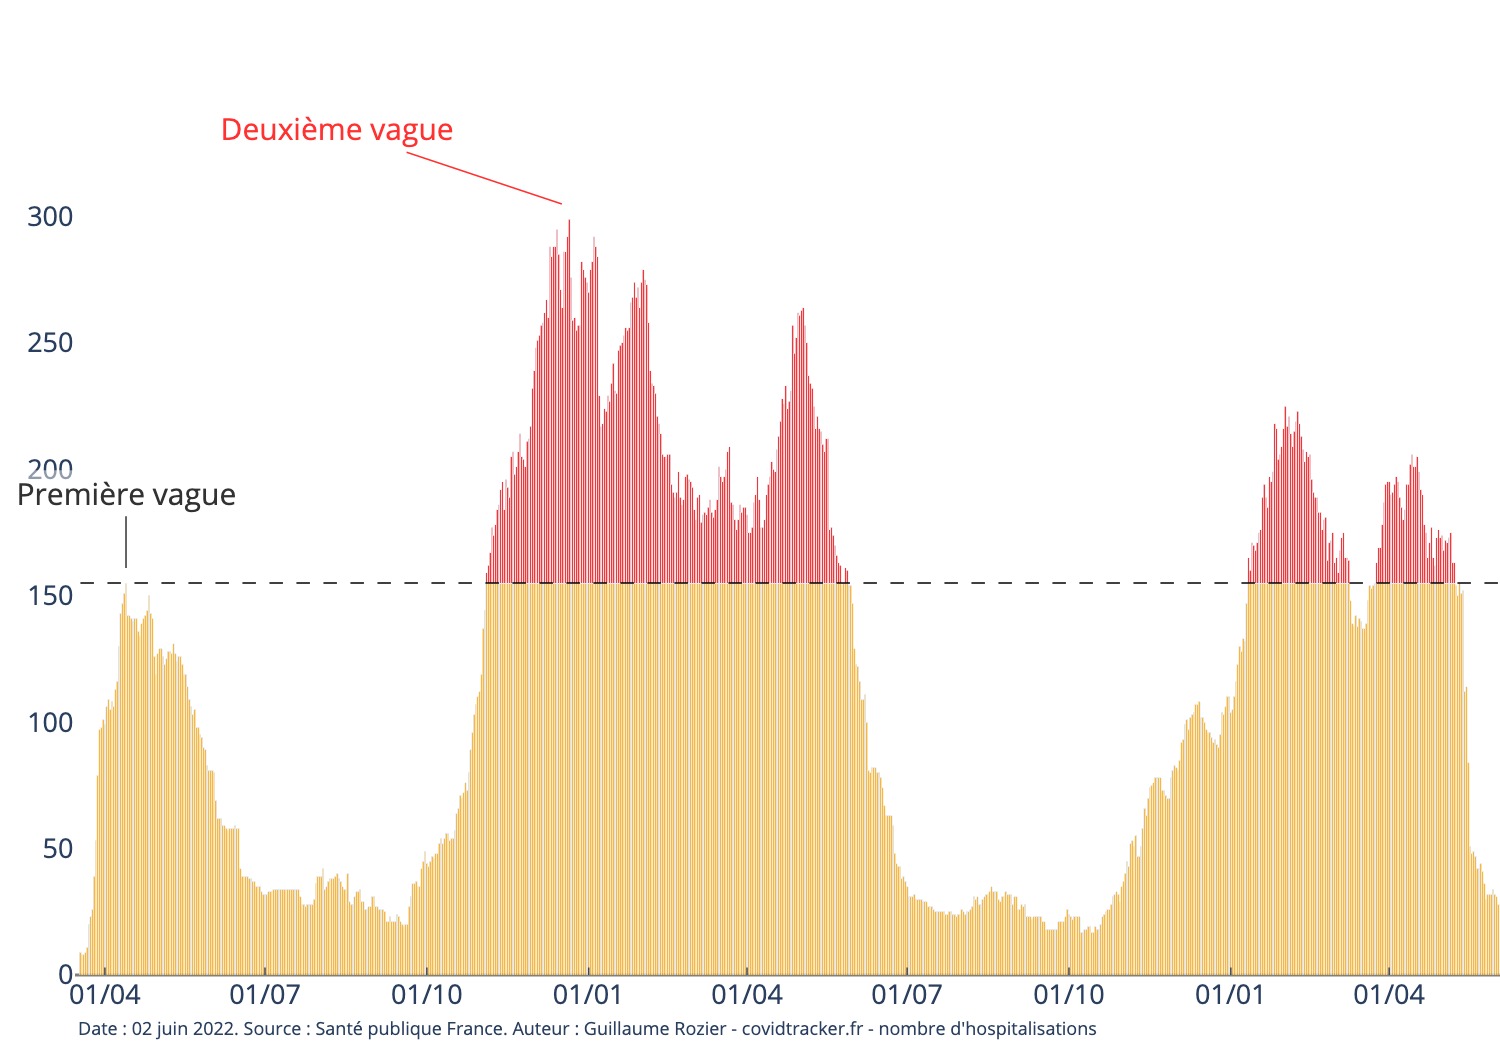 Deuxième vague
300
250
200
Première vague
150
100
50
0
01/04 01/07 01/10 01/01 01/04 01/07 01/10 01/01 01/04
Date : 02 juin 2022. Source : Santé publique France. Auteur : Guillaume Rozier - covidtracker.fr - nombre d'hospitalisations